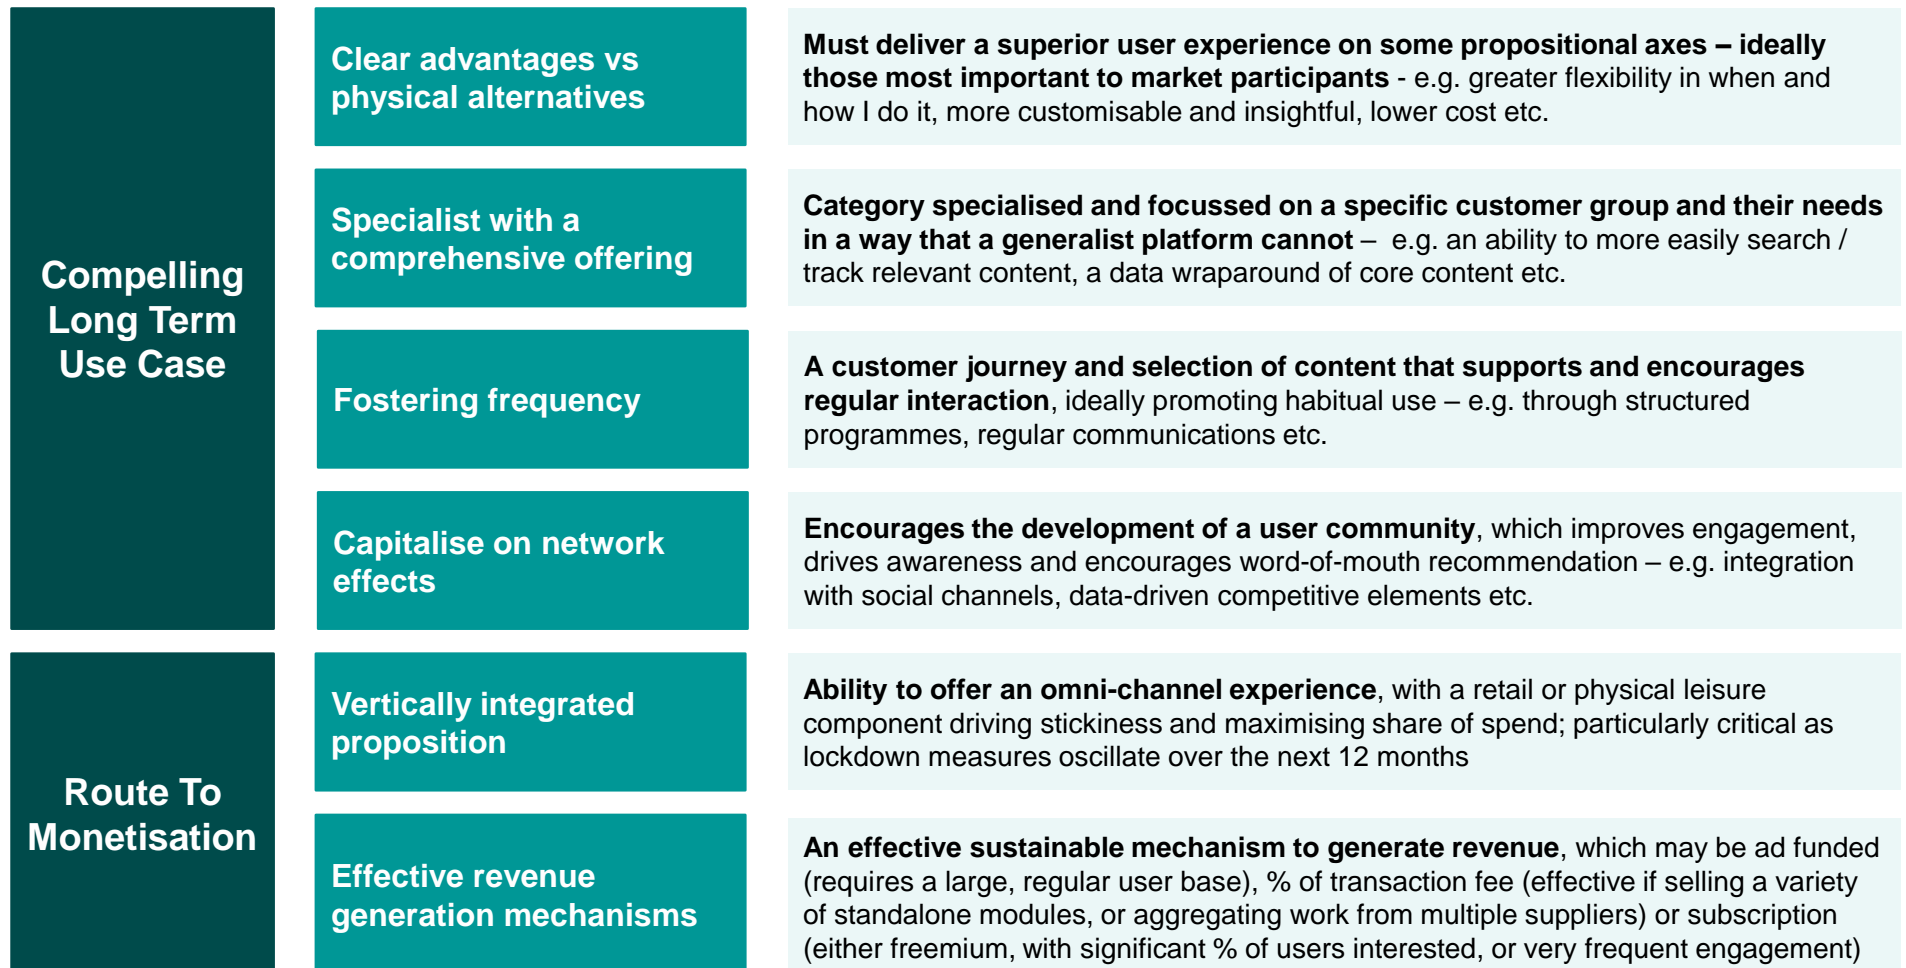 Compelling
Long Term
Use Case
Clear advantages vs
physical alternatives
Must deliver a superior user experience on some propositional axes – ideally
those most important to market participants - e.g. greater flexibility in when and
how I do it, more customisable and insightful, lower cost etc.
Specialist with a
comprehensive offering
Category specialised and focussed on a specific customer group and their needs
in a way that a generalist platform cannot – e.g. an ability to more easily search /
track relevant content, a data wraparound of core content etc.
Fostering frequency
A customer journey and selection of content that supports and encourages
regular interaction, ideally promoting habitual use – e.g. through structured
programmes, regular communications etc.
Capitalise on network
effects
Encourages the development of a user community, which improves engagement,
drives awareness and encourages word-of-mouth recommendation – e.g. integration
with social channels, data-driven competitive elements etc.
Route To
Monetisation
Vertically integrated
proposition
Ability to offer an omni-channel experience, with a retail or physical leisure
component driving stickiness and maximising share of spend; particularly critical as
lockdown measures oscillate over the next 12 months
Effective revenue
generation mechanisms
An effective sustainable mechanism to generate revenue, which may be ad funded
(requires a large, regular user base), % of transaction fee (effective if selling a variety
of standalone modules, or aggregating work from multiple suppliers) or subscription
(either freemium, with significant % of users interested, or very frequent engagement)